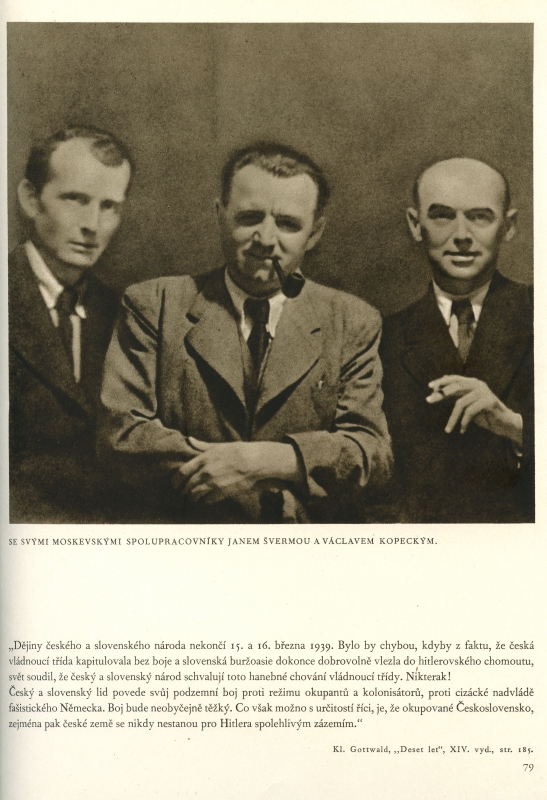 SE SVÝMI MOSKEVSKÝMI SPOLUPRACOVNÍKY JANEM ŠVERMOU A VÁCLAVEM KOPECKÝM.
„Dějiny českého a slovenského národa nekončí 15. a 16. března 1939. Bylo by chybou, kdyby z faktu, že česká
vládnoucí třída kapitulovala bez boje a slovenská buržoasie dokonce dobrovolně vlezla do hitlerovského chomoutu,
svět soudil, že český a slovenský národ schvalují toto hanebné chování vládnoucí třídy. Nikterak!
Český a slovenský lid povede svůj podzemní boj proti režimu okupantů a kolonisátorů, proti cizácké nadvládě
fašistického Německa. Boj bude neobyčejně těžký. Co však možno s určitostí říci, je, že okupované Československo,
zejména pak české země se nikdy nestanou pro Hitlera spolehlivým zázemím.“
Kl. Gottwald, „Deset let“, XIV. vyd., str. 185.
79